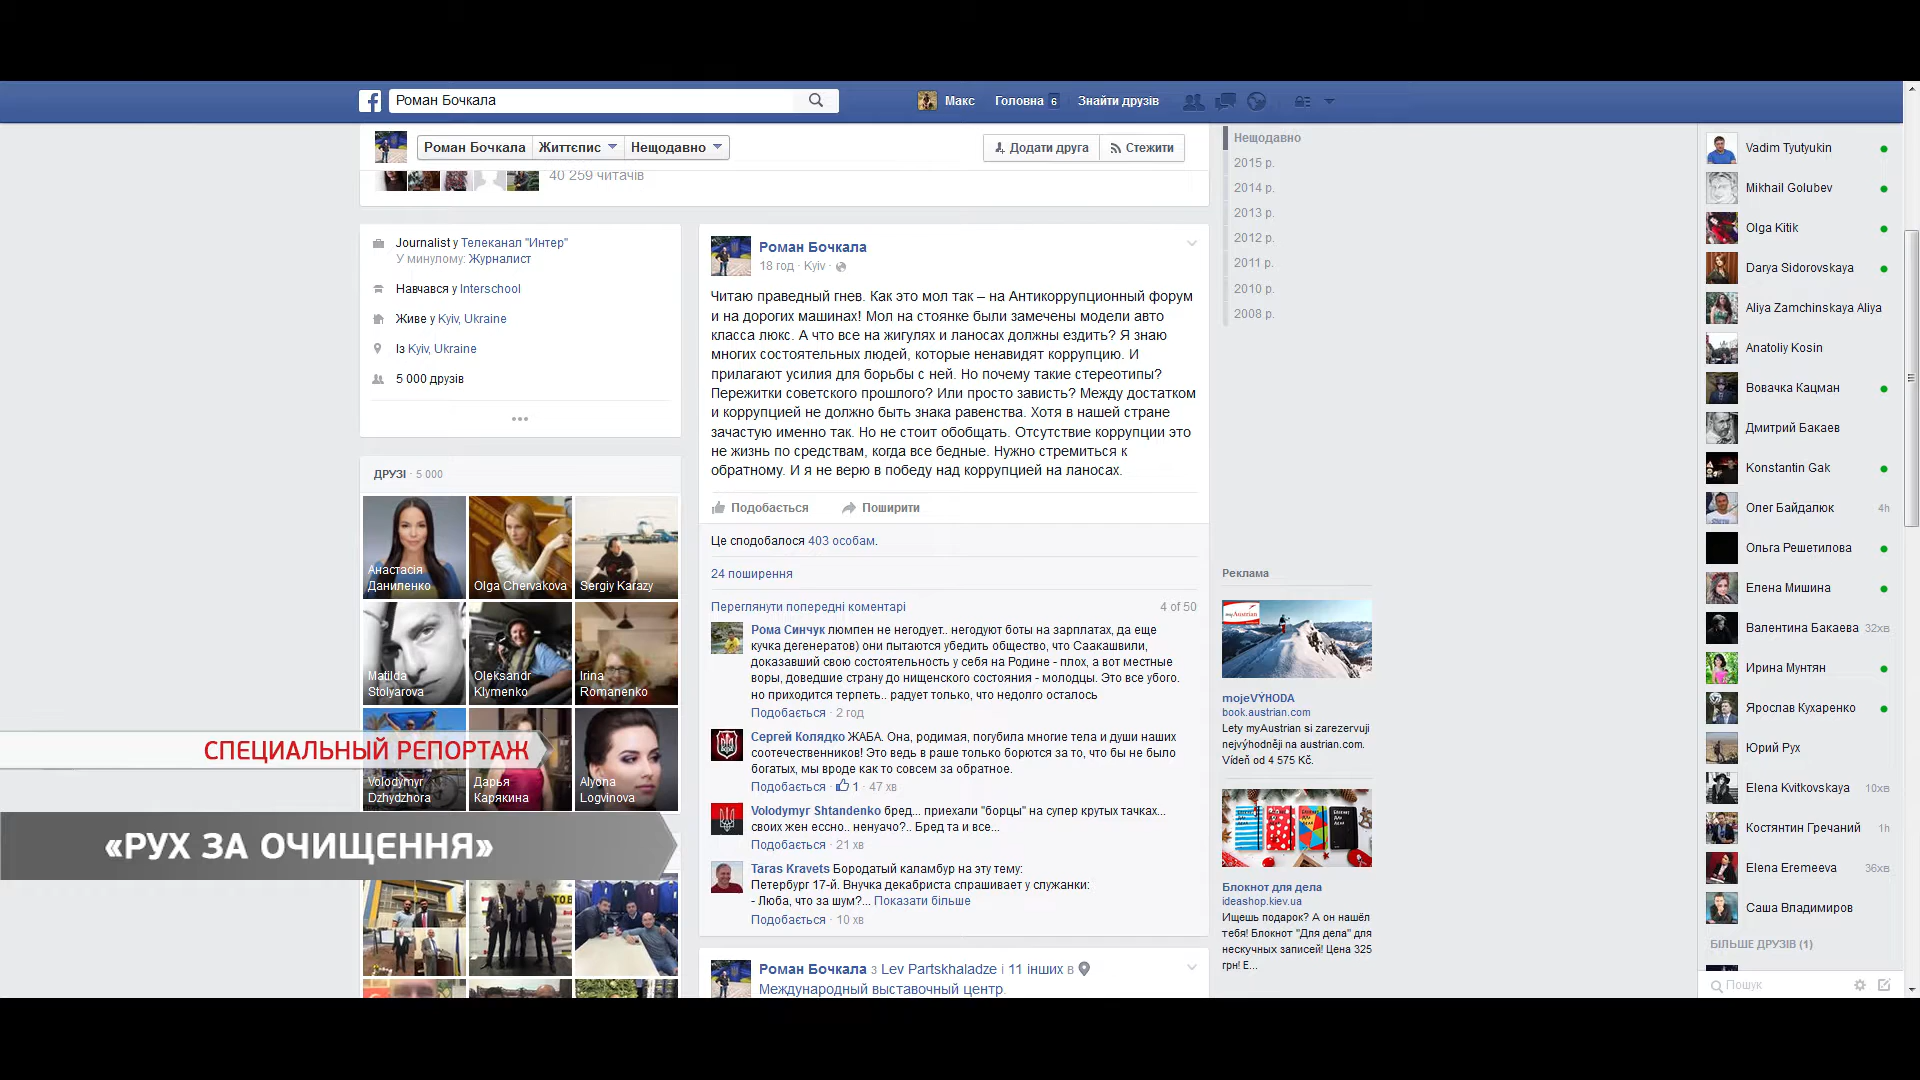 Роман Бочкала
Макс
Головна 6
Знайти друзів
Роман Бочкала
Життєпис
Нещодавно
Додати друга
Стежити
40 259 читачів
Journalist у Телеканал "Интер"
У минулому: Журналист
Навчався у Interschool
Живе у Kyiv, Ukraine
Із Kyiv, Ukraine
5 000 друзів
ДРУЗІ · 5 000
Анастасія
Даниленко
Olga Chervakova
Sergiy Karazy
Matilda
Stolyarova
Oleksandr
Klymenko
Irina
Romanenko
Volodymyr
Dzhydzhora
Дарья
Карякина
Alyona
Logvinova
СПЕЦИАЛЬНЫЙ РЕПОРТАЖ
«РУХ ЗА ОЧИЩЕННЯ»
Роман Бочкала
18 год · Kyiv ·
Читаю праведный гнев. Как это мол так – на Антикоррупционный форум
и на дорогих машинах! Мол на стоянке были замечены модели авто
класса люкс. А что все на жигулях и ланосах должны ездить? Я знаю
многих состоятельных людей, которые ненавидят коррупцию. И
прилагают усилия для борьбы с ней. Но почему такие стереотипы?
Пережитки советского прошлого? Или просто зависть? Между достатком
и коррупцией не должно быть знака равенства. Хотя в нашей стране
зачастую именно так. Но не стоит обобщать. Отсутствие коррупции это
не жизнь по средствам, когда все бедные. Нужно стремиться к
обратному. И я не верю в победу над коррупцией на ланосах.
Подобається
Поширити
Це сподобалося 403 особам.
24 поширення
Переглянути попередні коментарі
4 of 50
Рома Синчук люмпен не негодует.. негодуют боты на зарплатах, да еще
кучка дегенератов) они пытаются убедить общество, что Саакашвили,
доказавший свою состоятельность у себя на Родине - плох, а вот местные
воры, доведшие страну до нищенского состояния - молодцы. Это все убого.
но приходится терпеть.. радует только, что недолго осталось
Подобається · 2 год
Сергей Колядко ЖАБА. Она, родимая, погубила многие тела и души наших
соотечественников! Это ведь в раше только борются за то, что бы не было
богатых, мы вроде как то совсем за обратное.
Подобається · 1 · 47 хв
Volodymyr Shtandenko бред... приехали "борцы" на супер крутых тачках...
своих жен ессно.. ненуачо?.. Бред та и все...
Подобається · 21 хв
Taras Kravets Бородатый каламбур на эту тему:
Петербург 17-й. Внучка декабриста спрашивает у служанки:
- Люба, что за шум?... Показати більше
Подобається · 10 хв
Роман Бочкала з Lev Partskhaladze і 11 інших в
Международный выставочный центр.
Нещодавно
2015 р.
2014 р.
2013 р.
2012 р.
2011 р.
2010 р.
2008 р.
Реклама
myAustrian
mojeVÝHODA
book.austrian.com
Lety myAustrian si zarezervuji
nejvýhodněji na austrian.com.
Vídeň od 4 575 Kč.
Блокнот для дела
ideashop.kiev.ua
Ищешь подарок? А он нашёл
тебя! Блокнот "Для дела" для
нескучных записей! Цена 325
грн! Е...
Vadim Tyutyukin
Mikhail Golubev
Olga Kitik
Darya Sidorovskaya
Aliya Zamchinskaya Aliya
Anatoliy Kosin
Вовачка Кацман
Дмитрий Бакаев
Konstantin Gak
Олег Байдалюк 4h
Ольга Решетилова
Елена Мишина
Валентина Бакаева 32хв
Ирина Мунтян
Ярослав Кухаренко
Юрий Рух
Elena Kvitkovskaya 10хв
Костянтин Гречаний 1h
Elena Eremeeva 36хв
Саша Владимиров
БІЛЬШЕ ДРУЗІВ (1)
Пошук